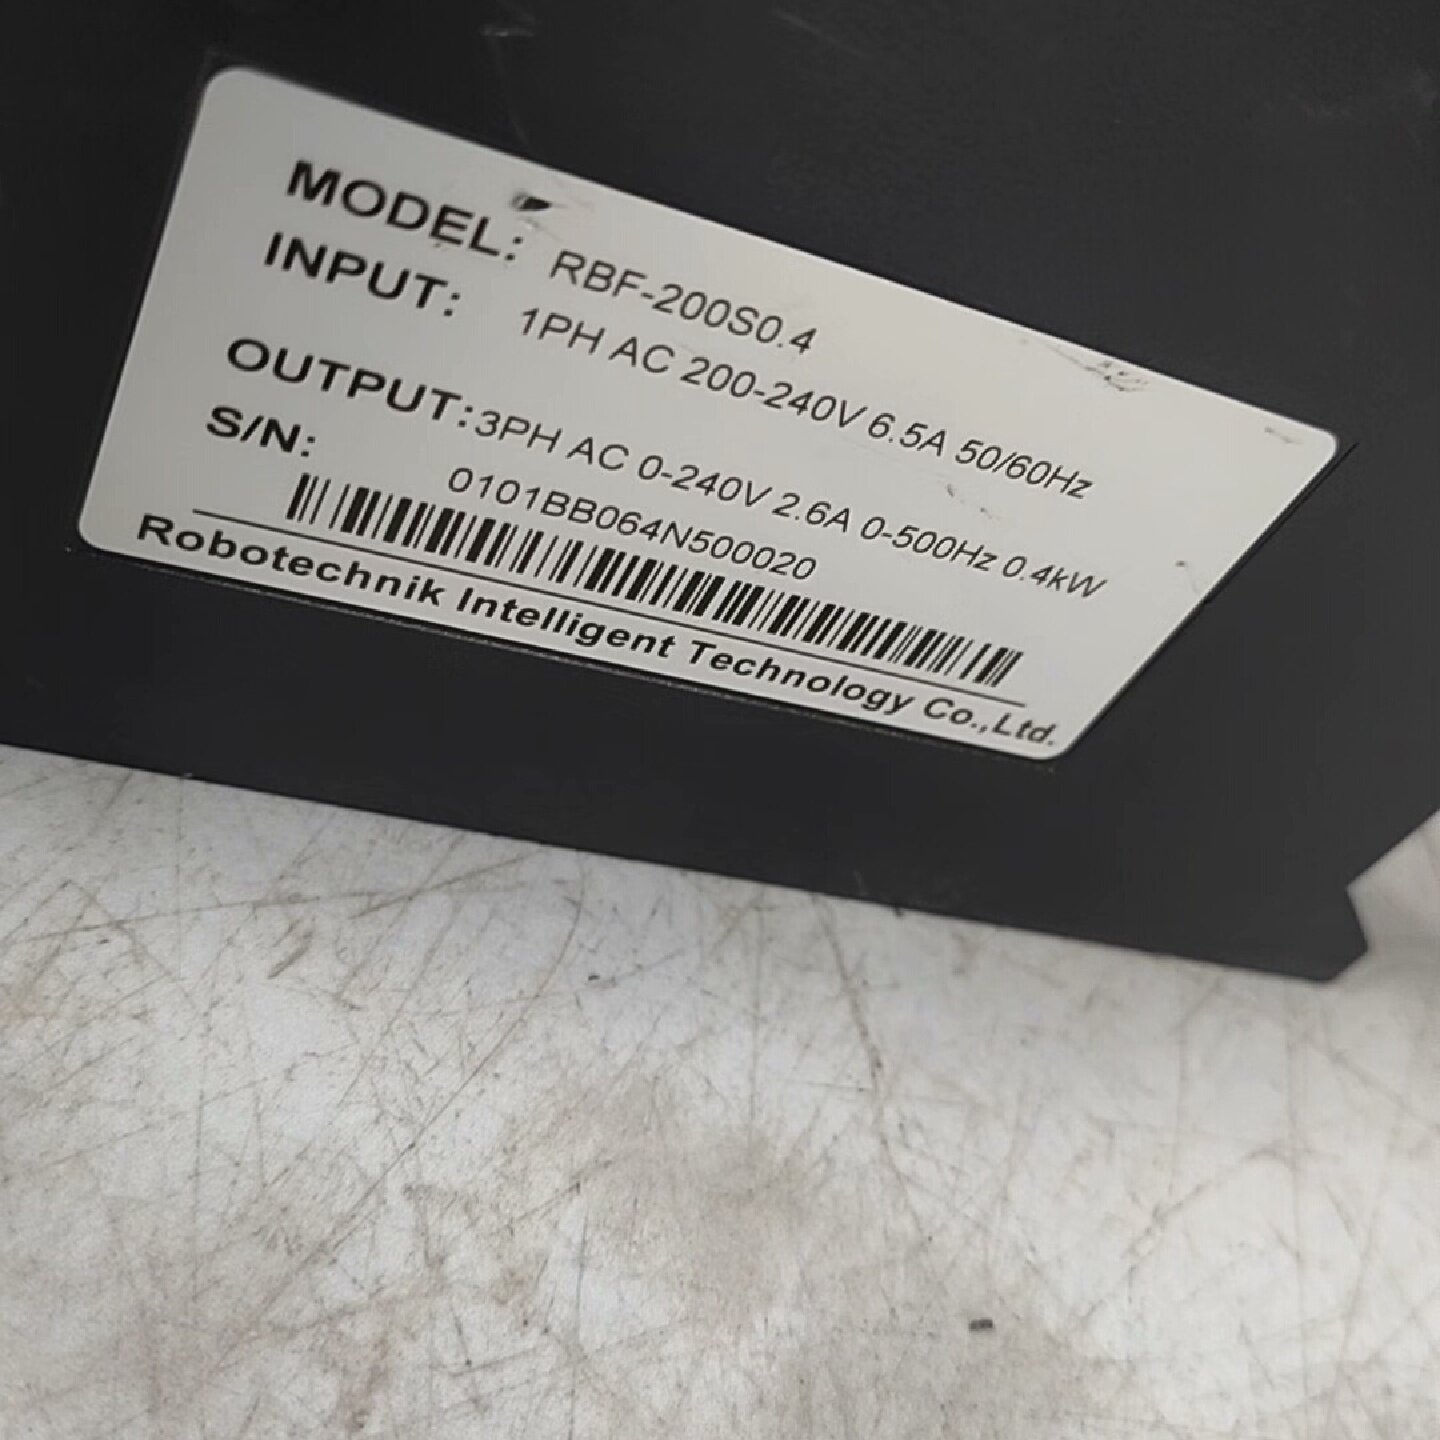 MODEL: RBF-200S0.4
INPUT: 1PH AC 200-240V 6.5A 50/60Hz
OUTPUT:3PH AC 0-240V 2.6A 0-500Hz 0.4kW
S/N: 0101BB064N500020
Robotechnik Intelligent Technology Co.,Ltd.